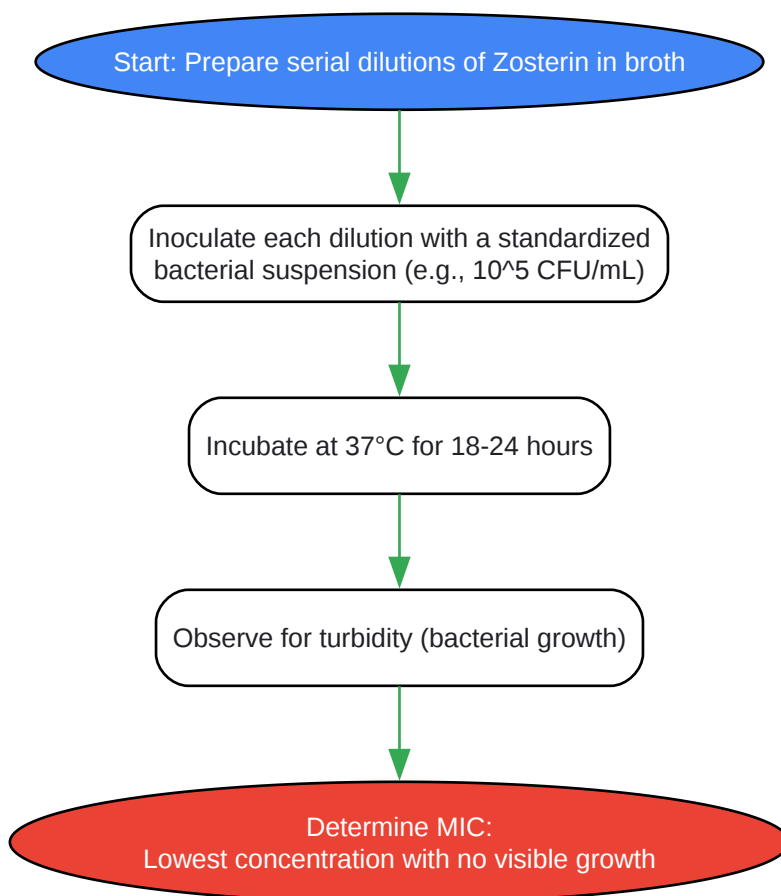 Start: Prepare serial dilutions of Zosterin in broth
Inoculate each dilution with a standardized
bacterial suspension (e.g., 10^5 CFU/mL)
Incubate at 37°C for 18-24 hours
Observe for turbidity (bacterial growth)
Determine MIC:
Lowest concentration with no visible growth